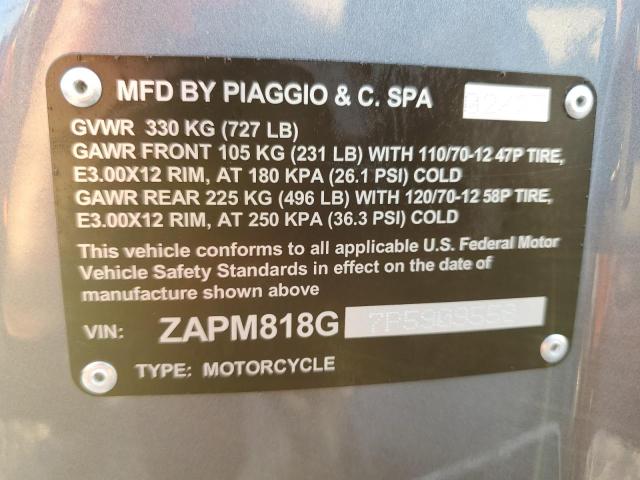 MFD BY PIAGGIO & C. SPA
GVWR 330 KG (727 LB)
GAWR FRONT 105 KG (231 LB) WITH 110/70-12 47P TIRE,
E3.00X12 RIM, AT 180 KPA (26.1 PSI) COLD
GAWR REAR 225 KG (496 LB) WITH 120/70-12 58P TIRE,
E3.00X12 RIM, AT 250 KPA (36.3 PSI) COLD
This vehicle conforms to all applicable U.S. Federal Motor
Vehicle Safety Standards in effect on the date of
manufacture shown above
VIN: ZAPM818G
TYPE: MOTORCYCLE